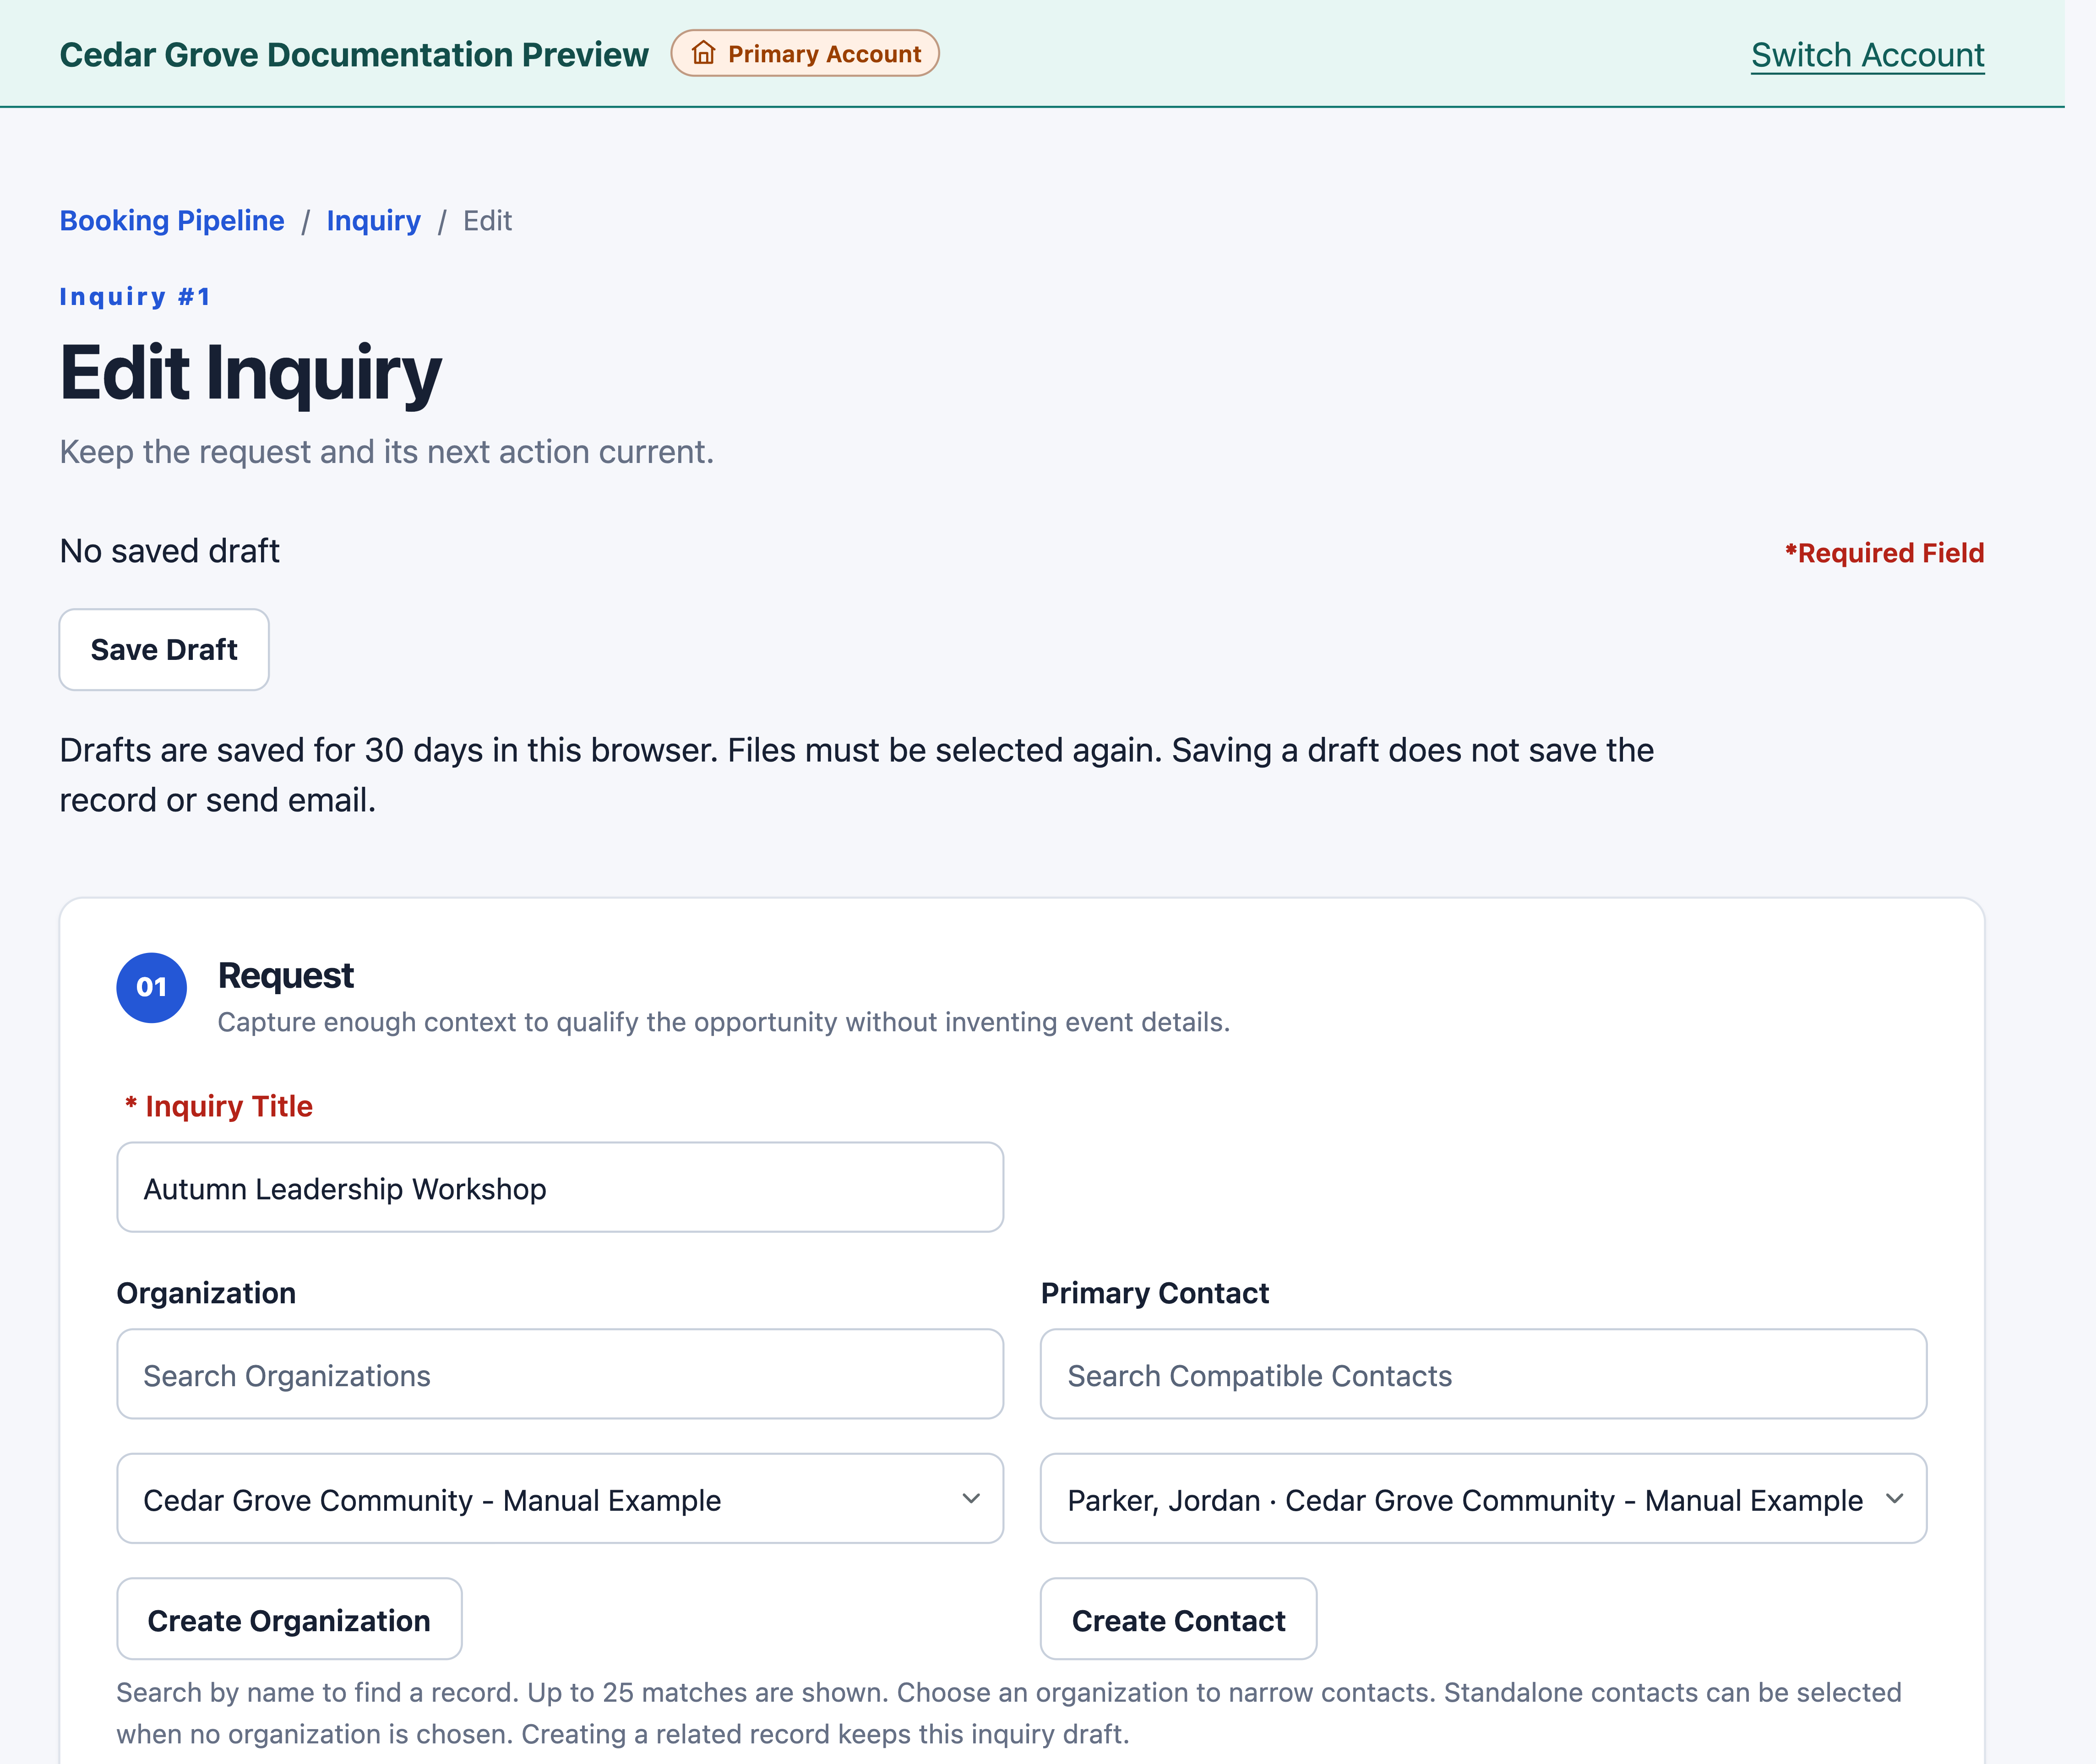 Cedar Grove Documentation Preview
Primary Account
Switch Account
Booking Pipeline / Inquiry / Edit
Inquiry #1
Edit Inquiry
Keep the request and its next action current.
No saved draft
*Required Field
Save Draft
Drafts are saved for 30 days in this browser. Files must be selected again. Saving a draft does not save the
record or send email.
01
Request
Capture enough context to qualify the opportunity without inventing event details.
* Inquiry Title
Autumn Leadership Workshop
Organization
Primary Contact
Search Organizations
Search Compatible Contacts
Cedar Grove Community - Manual Example
Parker, Jordan · Cedar Grove Community - Manual Example
Create Organization
Create Contact
Search by name to find a record. Up to 25 matches are shown. Choose an organization to narrow contacts. Standalone contacts can be selected
when no organization is chosen. Creating a related record keeps this inquiry draft.